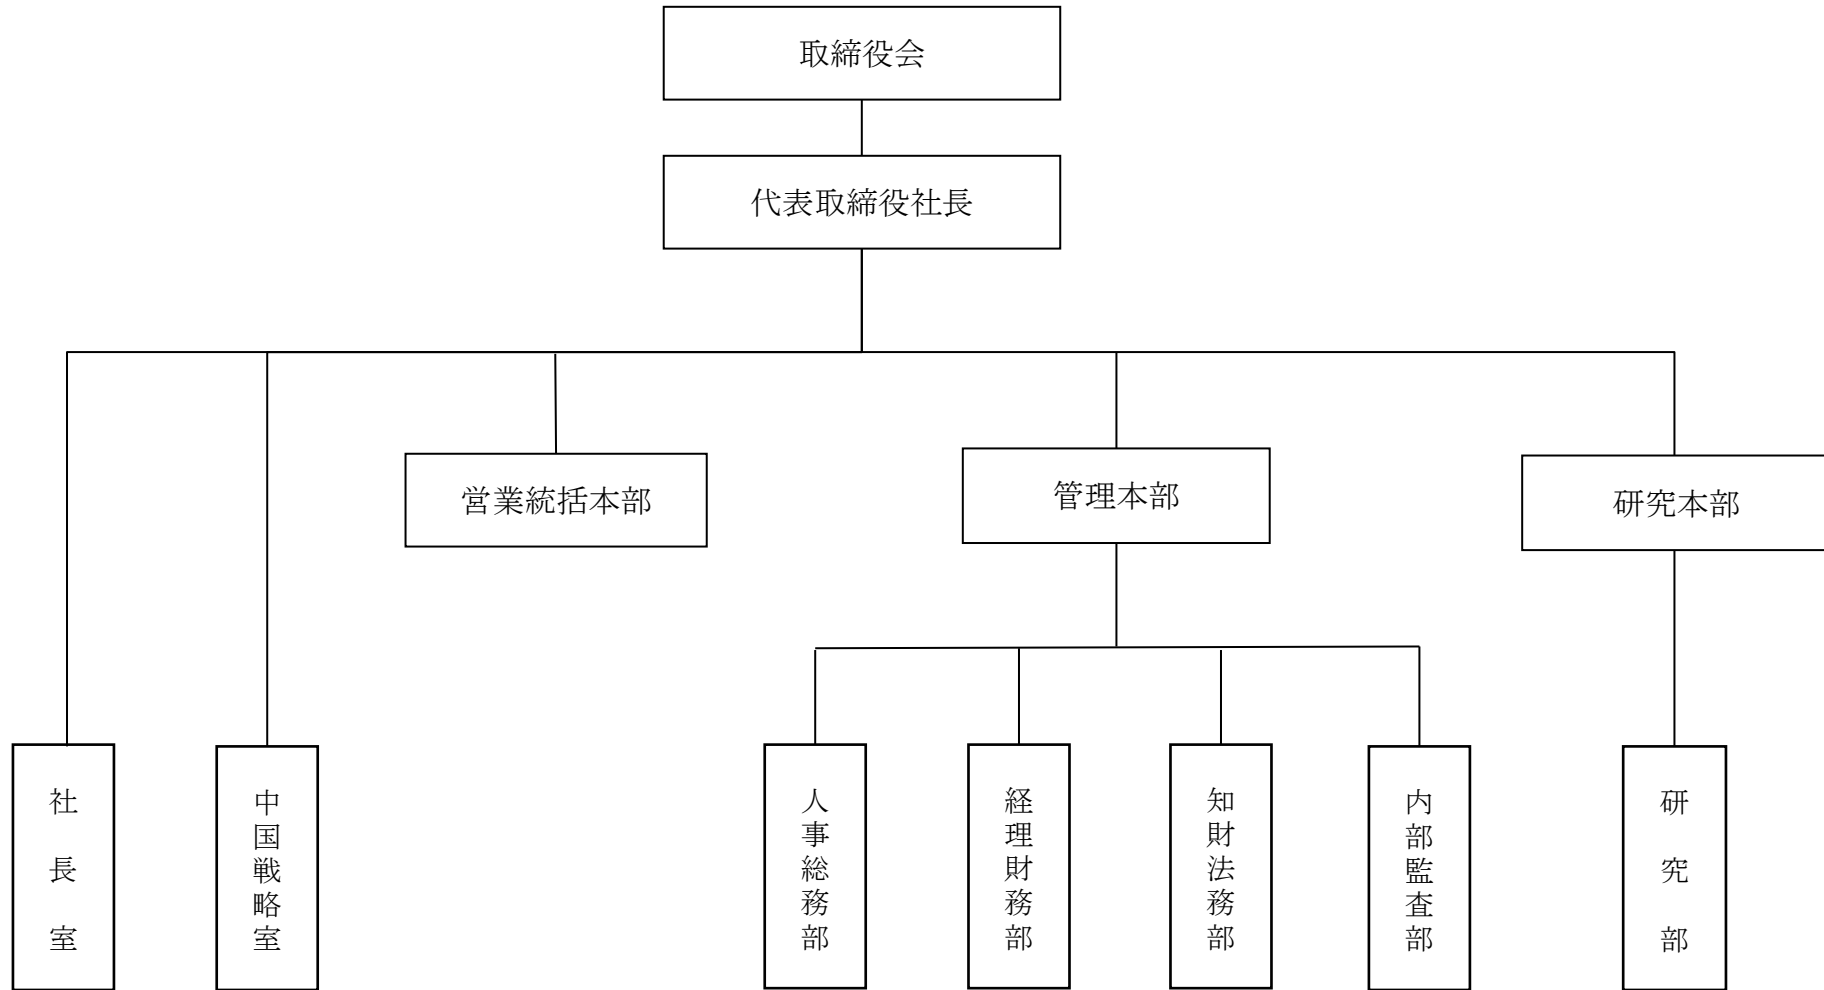 取締役会
代表取締役社長
営業統括本部
管理本部
研究本部
社長室
中国戦略室
人事総務部
経理財務部
知財法務部
内部監査部
研究部